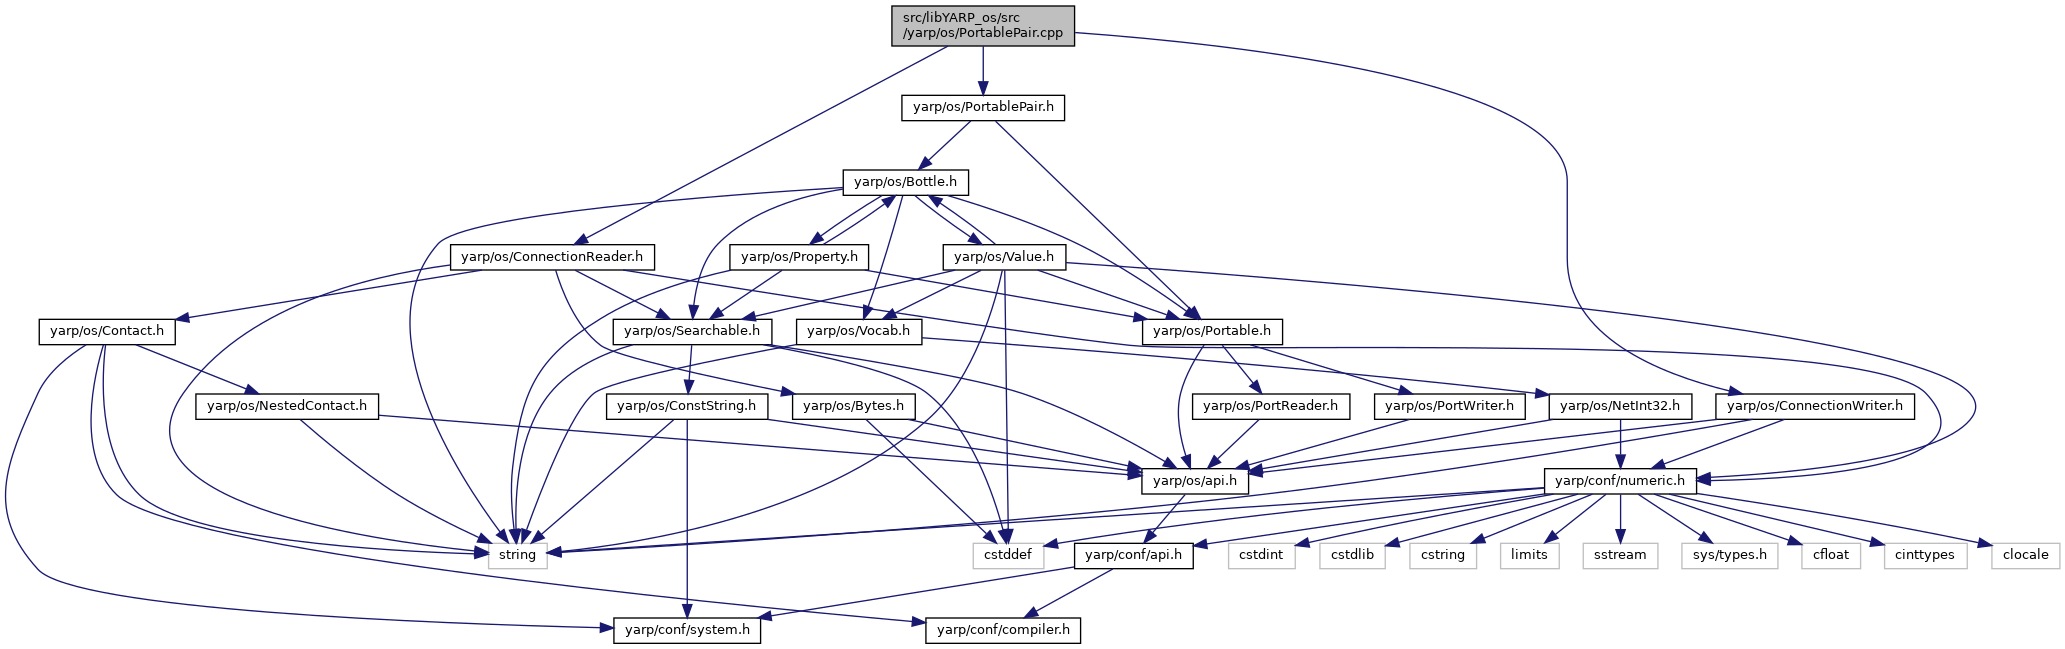 src/libYARP_os/src
/yarp/os/PortablePair.cpp
yarp/os/PortablePair.h
yarp/os/Bottle.h
yarp/os/ConnectionReader.h
yarp/os/Property.h
yarp/os/Value.h
yarp/os/Contact.h
yarp/os/Searchable.h
yarp/os/Vocab.h
yarp/os/Portable.h
yarp/os/NestedContact.h
yarp/os/ConstString.h
yarp/os/Bytes.h
yarp/os/PortReader.h
yarp/os/PortWriter.h
yarp/os/NetInt32.h
yarp/os/ConnectionWriter.h
yarp/os/api.h
yarp/conf/numeric.h
string
cstddef
yarp/conf/api.h
cstdint
cstdlib
cstring
limits
sstream
sys/types.h
cfloat
cinttypes
clocale
yarp/conf/system.h
yarp/conf/compiler.h